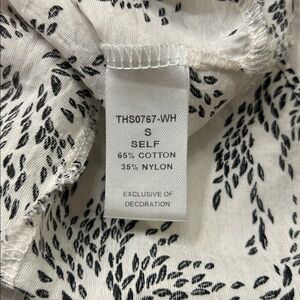 THS0767-WH
S
SELF
65% COTTON
35% NYLON
EXCLUSIVE OF
DECORATION